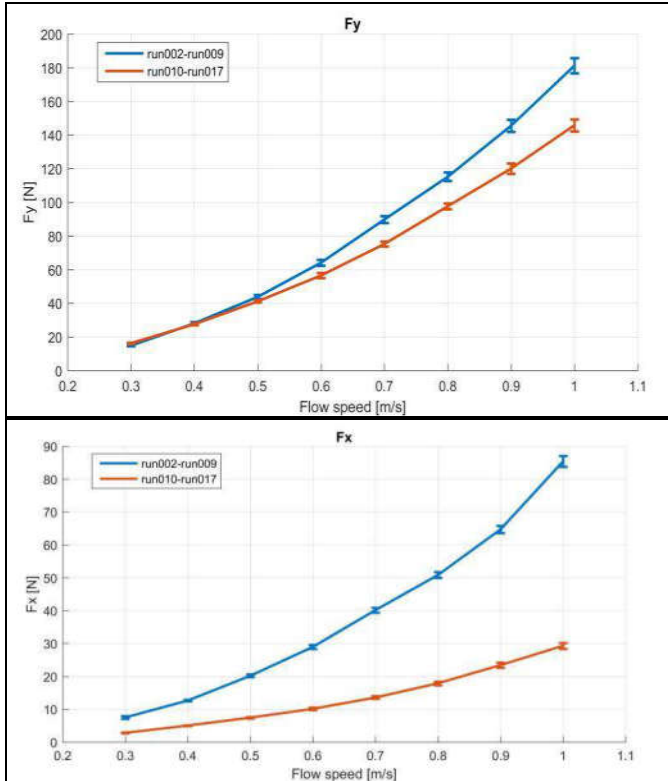 Fy
run002-run009
run010-run017
Fy [N]
200
180
160
140
120
100
80
60
40
20
0
0.2 0.3 0.4 0.5 0.6 0.7 0.8 0.9 1 1.1
Flow speed [m/s]
Fx
run002-run009
run010-run017
Fx [N]
90
80
70
60
50
40
30
20
10
0
0.2 0.3 0.4 0.5 0.6 0.7 0.8 0.9 1 1.1
Flow speed [m/s]